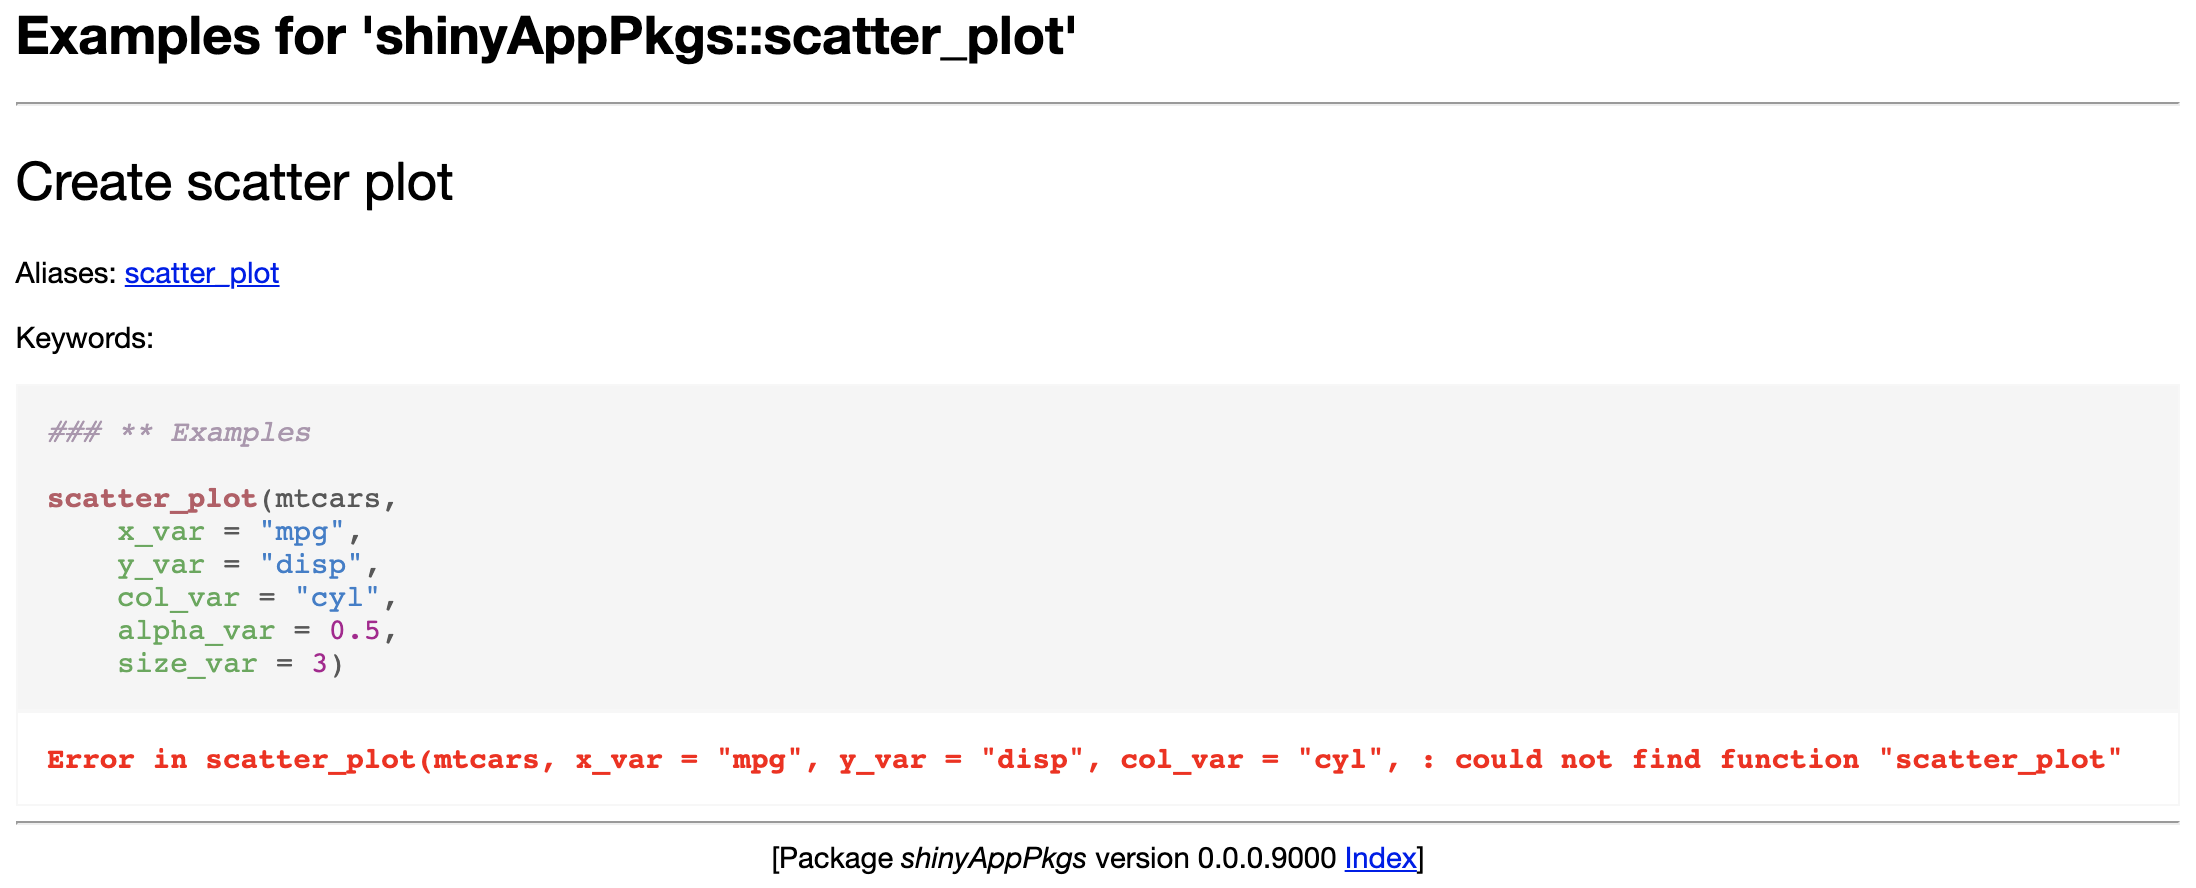 Examples for 'shinyAppPkgs::scatter_plot'
Create scatter plot
Aliases: scatter_plot
Keywords:
### ** Examples
scatter_plot(mtcars,
    x_var = "mpg",
    y_var = "disp",
    col_var = "cyl",
    alpha_var = 0.5,
    size_var = 3)
Error in scatter_plot(mtcars, x_var = "mpg", y_var = "disp", col_var = "cyl", : could not find function "scatter_plot"
[Package shinyAppPkgs version 0.0.0.9000 Index]